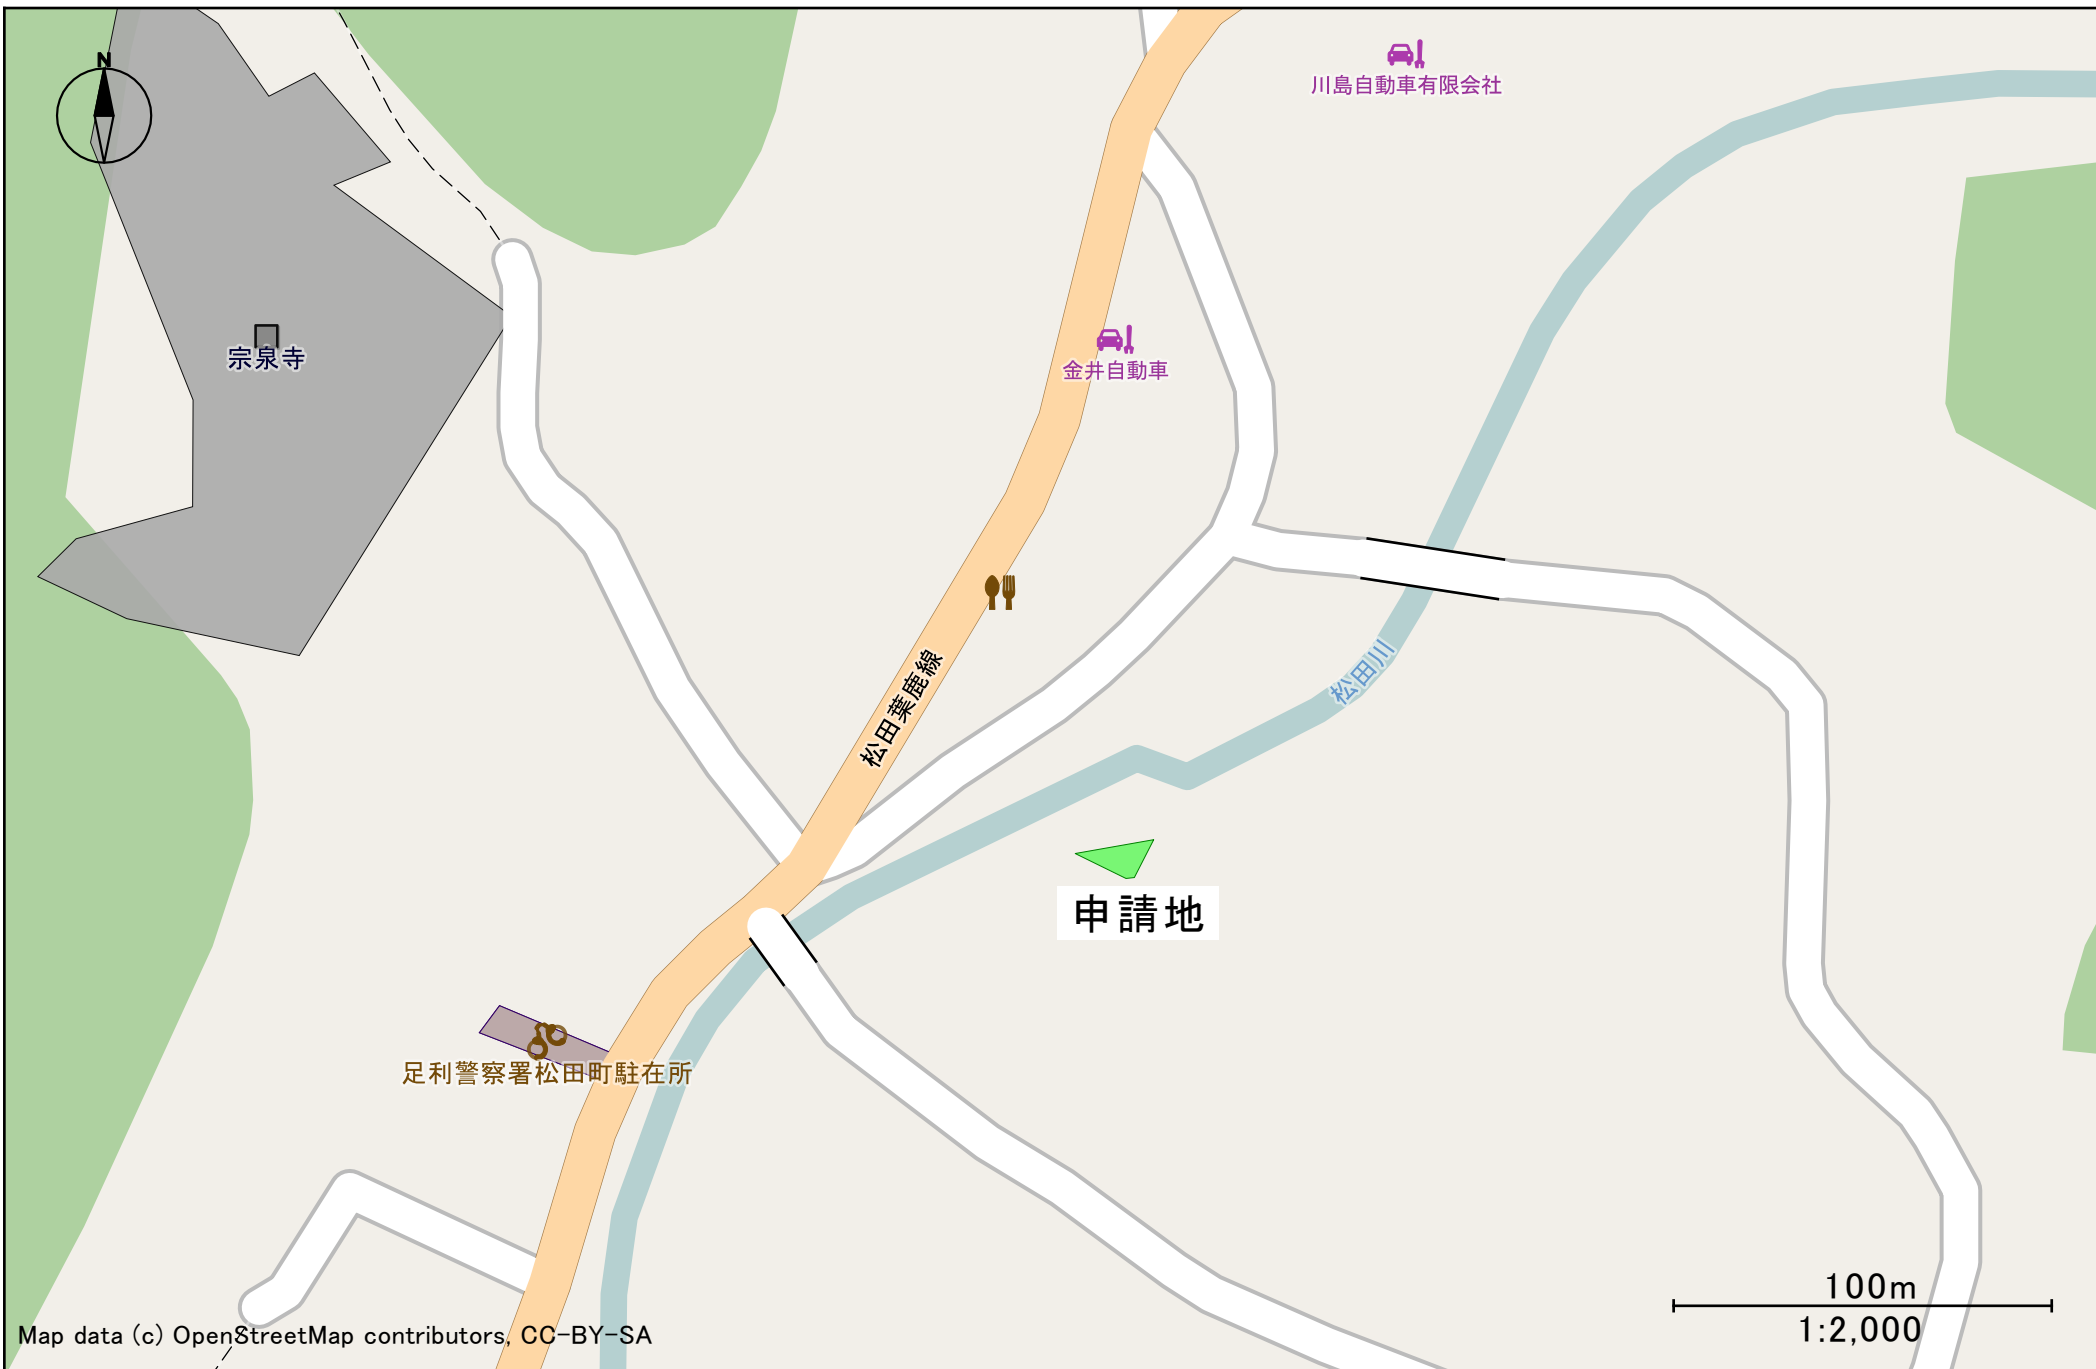 N
川島自動車有限会社
宗泉寺
金井自動車
松田葉鹿線
松田川
申請地
足利警察署松田町駐在所
100m
1:2,000
Map data (c) OpenStreetMap contributors, CC-BY-SA